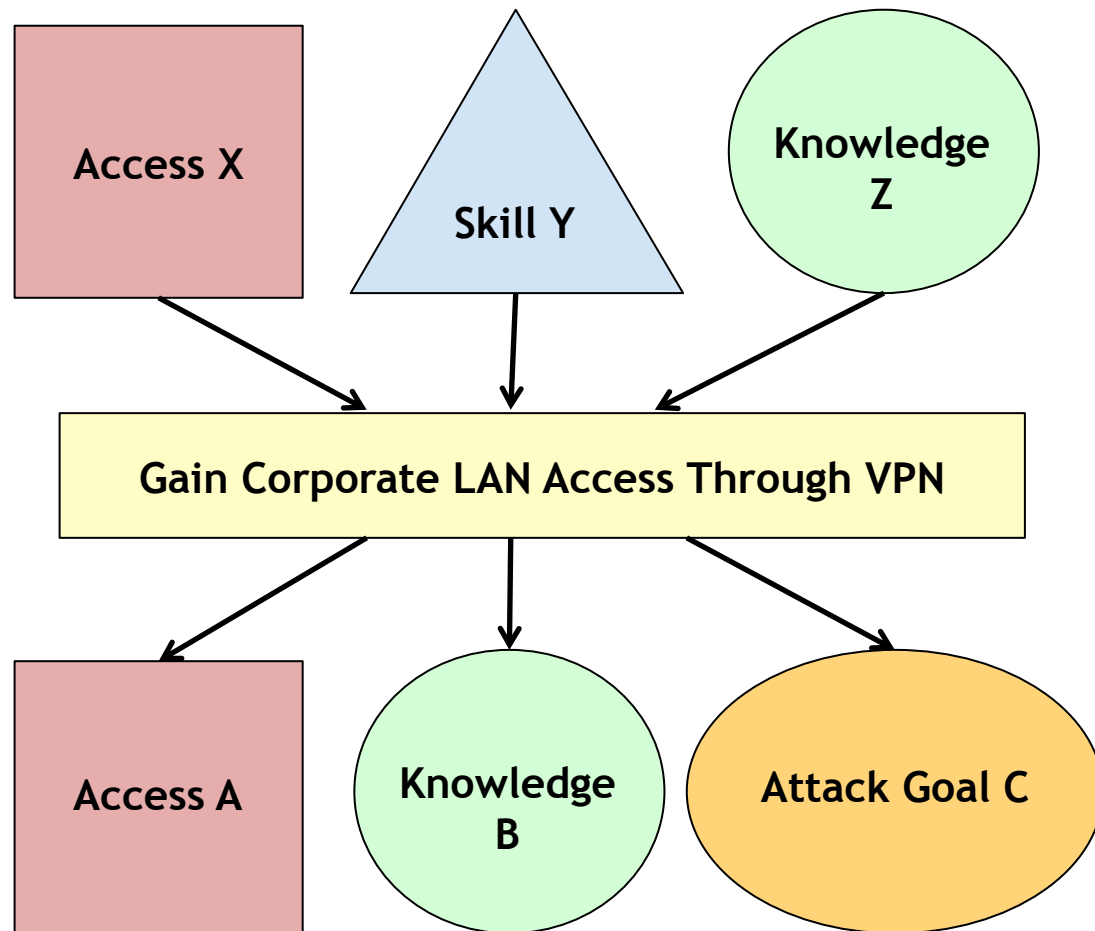 Access X
Skill Y
Knowledge
Z
Gain Corporate LAN Access Through VPN
Access A
Knowledge
B
Attack Goal C